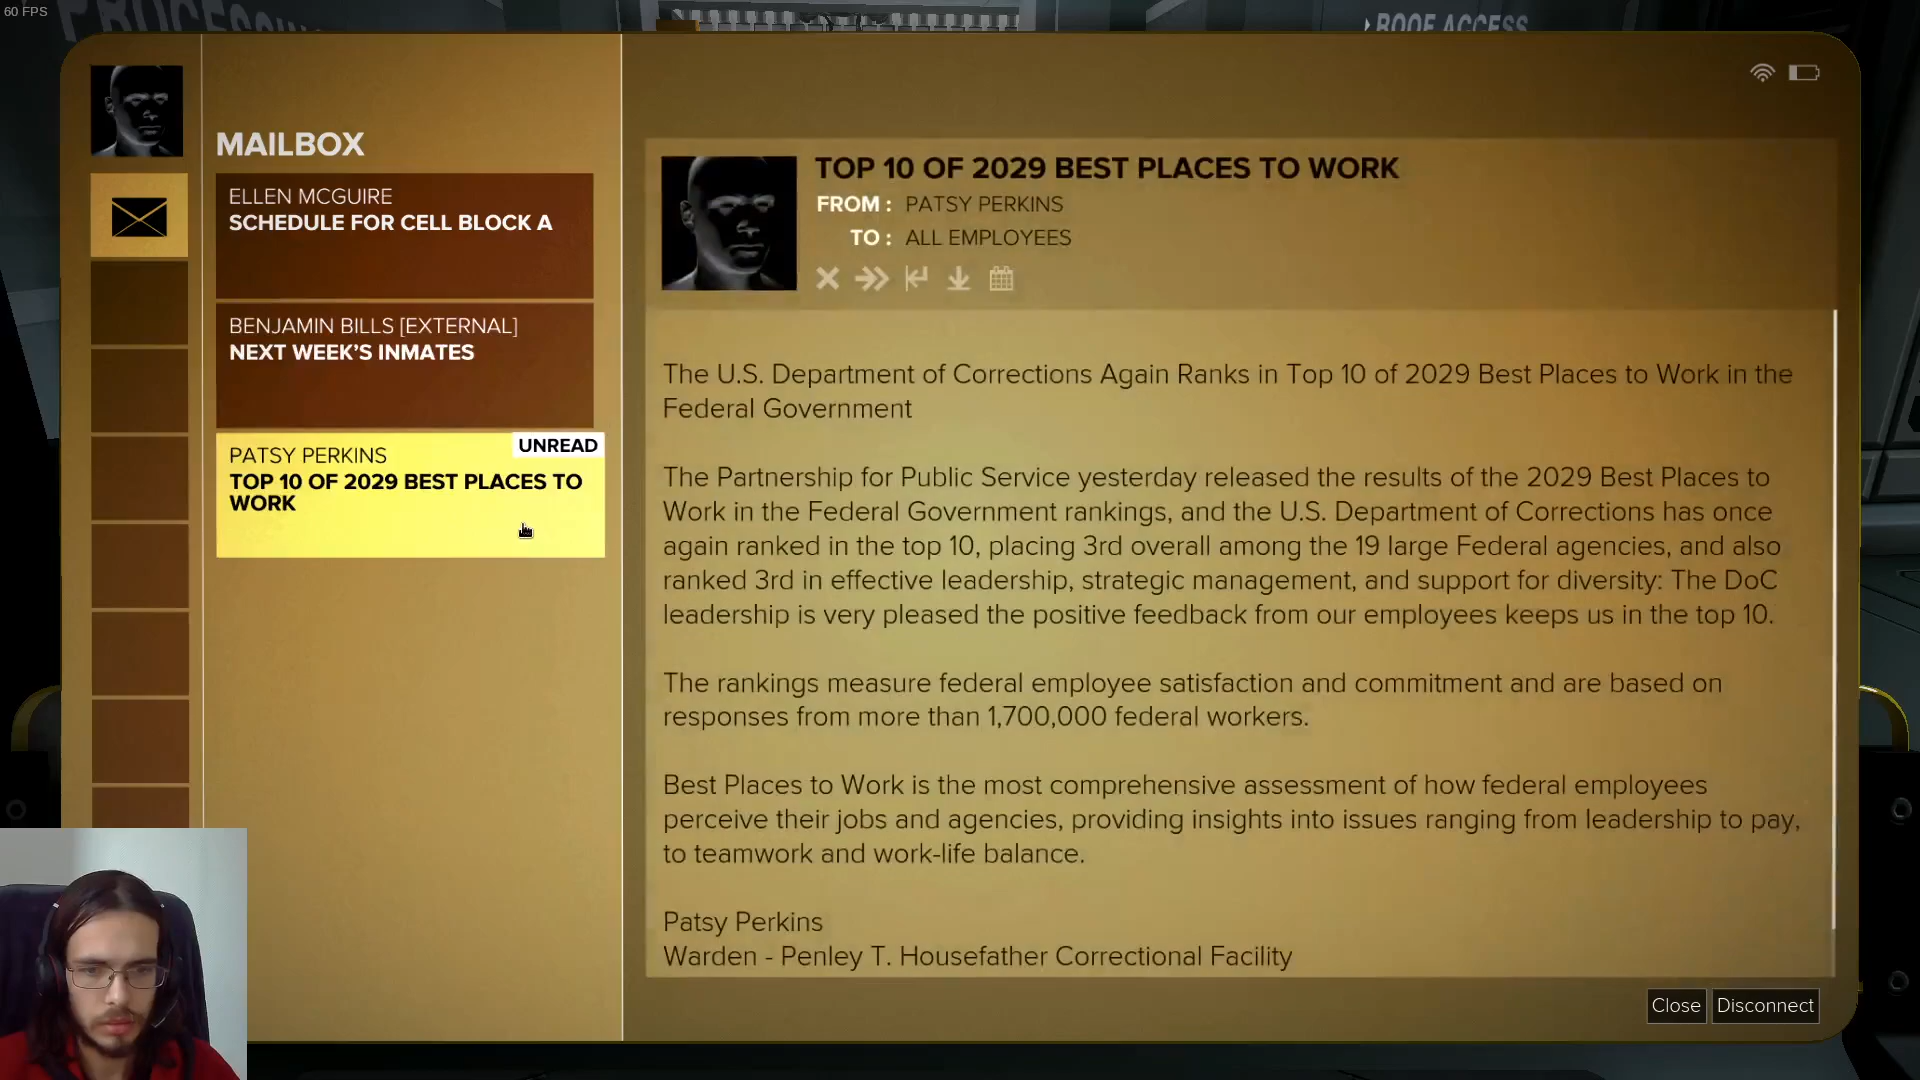 60 FPS
ROOF ACCESS
MAILBOX
ELLEN MCGUIRE
SCHEDULE FOR CELL BLOCK A
BENJAMIN BILLS [EXTERNAL]
NEXT WEEK'S INMATES
UNREAD
PATSY PERKINS
TOP 10 OF 2029 BEST PLACES TO
WORK
TOP 10 OF 2029 BEST PLACES TO WORK
FROM : PATSY PERKINS
TO : ALL EMPLOYEES
The U.S. Department of Corrections Again Ranks in Top 10 of 2029 Best Places to Work in the
Federal Government
The Partnership for Public Service yesterday released the results of the 2029 Best Places to
Work in the Federal Government rankings, and the U.S. Department of Corrections has once
again ranked in the top 10, placing 3rd overall among the 19 large Federal agencies, and also
ranked 3rd in effective leadership, strategic management, and support for diversity: The DoC
leadership is very pleased the positive feedback from our employees keeps us in the top 10.
The rankings measure federal employee satisfaction and commitment and are based on
responses from more than 1,700,000 federal workers.
Best Places to Work is the most comprehensive assessment of how federal employees
perceive their jobs and agencies, providing insights into issues ranging from leadership to pay,
to teamwork and work-life balance.
Patsy Perkins
Warden - Penley T. Housefather Correctional Facility
Close
Disconnect